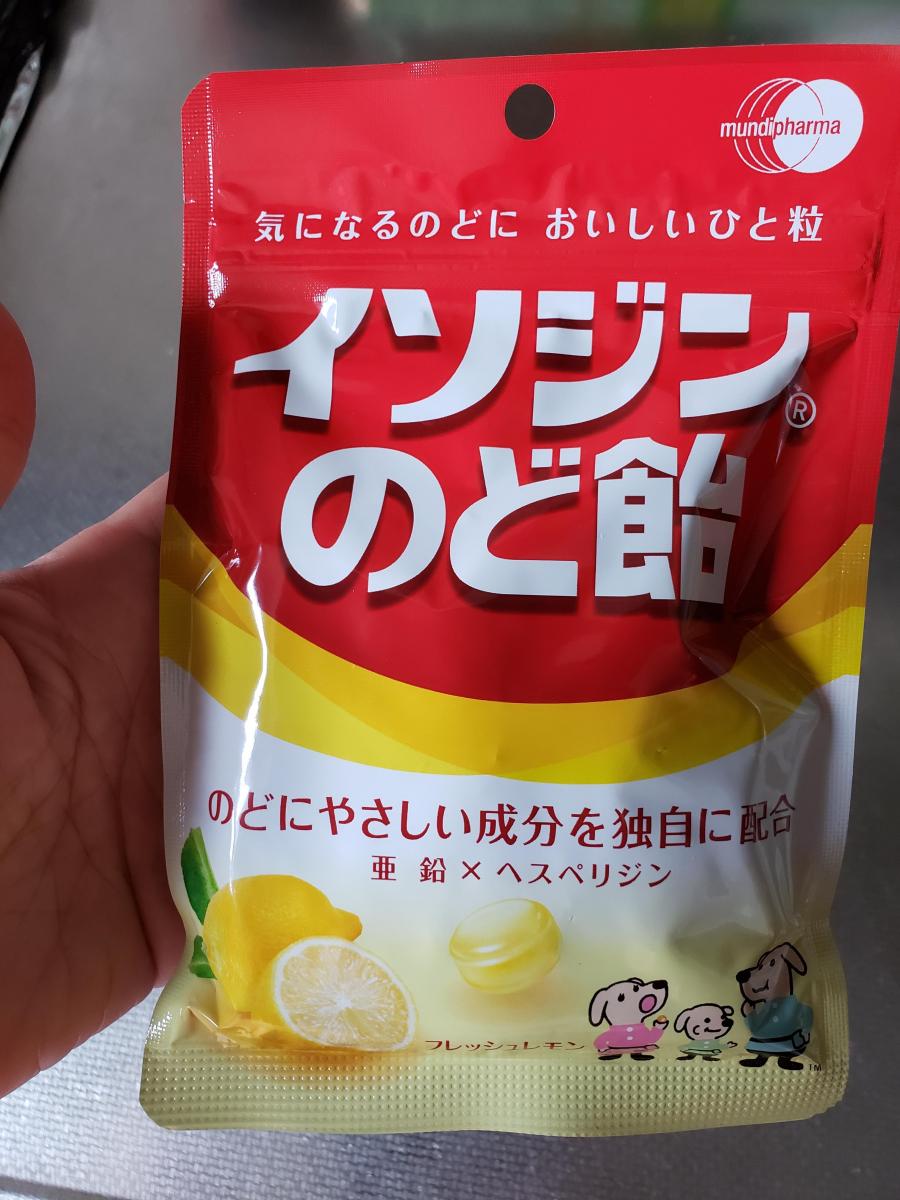 mundipharma
気になるのどに おいしいひと粒
イソジン®
のど飴
のどにやさしい成分を独自に配合
亜鉛×ヘスペリジン
フレッシュレモン
TM